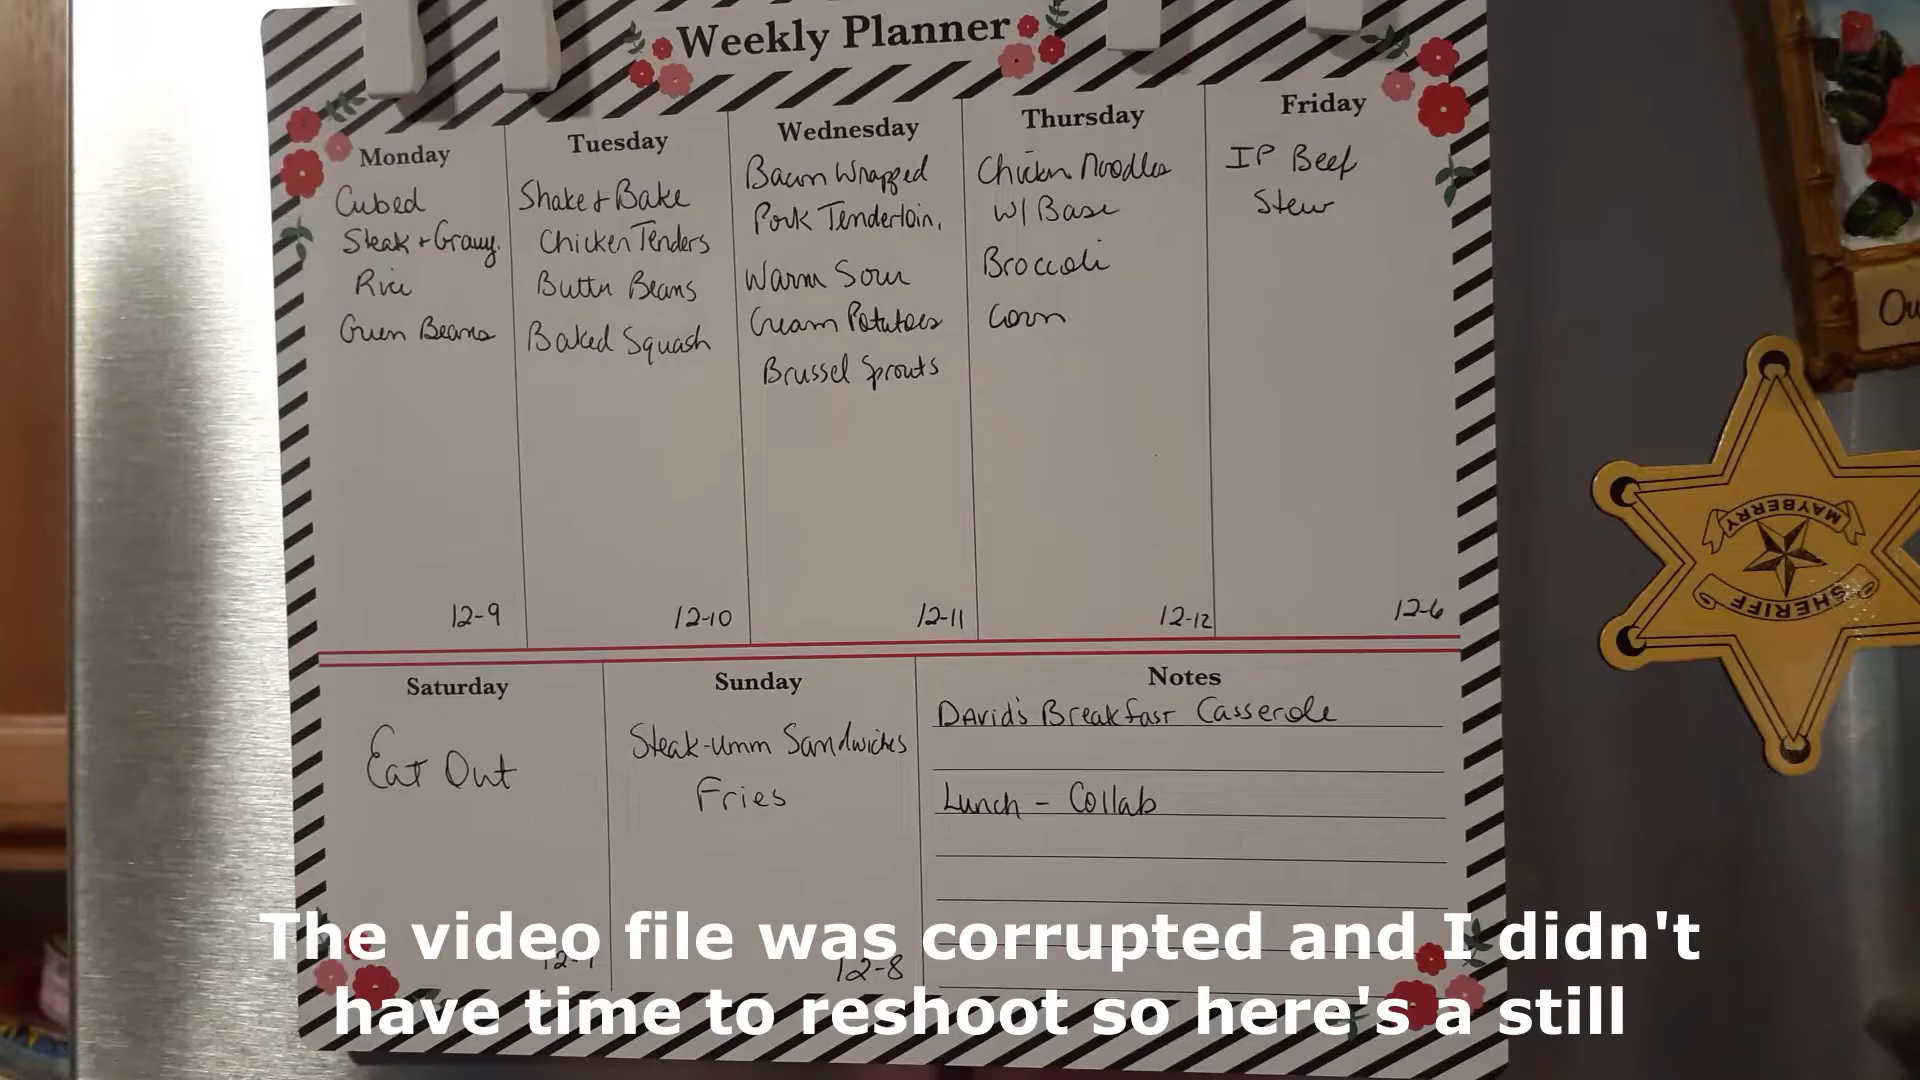 Weekly Planner
Monday
Cubed
Steak + Gravy
Rice
Green Beans
12-9
Tuesday
Shake + Bake
Chicken Tenders
Butter Beans
Baked Squash
12-10
Wednesday
Bacon Wrapped
Pork Tenderloin,
Warm Sour
Cream Potatoes
Brussel Sprouts
12-11
Thursday
Chicken Noodles
W/ Base
Broccoli
Corn
12-12
Friday
IP Beef
Stew
12-6
Saturday
Eat Out
12-7
Sunday
Steak-umm Sandwiches
Fries
12-8
Notes
David's Breakfast Casserole
Lunch - Collab
MAYBERRY
SHERIFF
The video file was corrupted and I didn't
have time to reshoot so here's a still